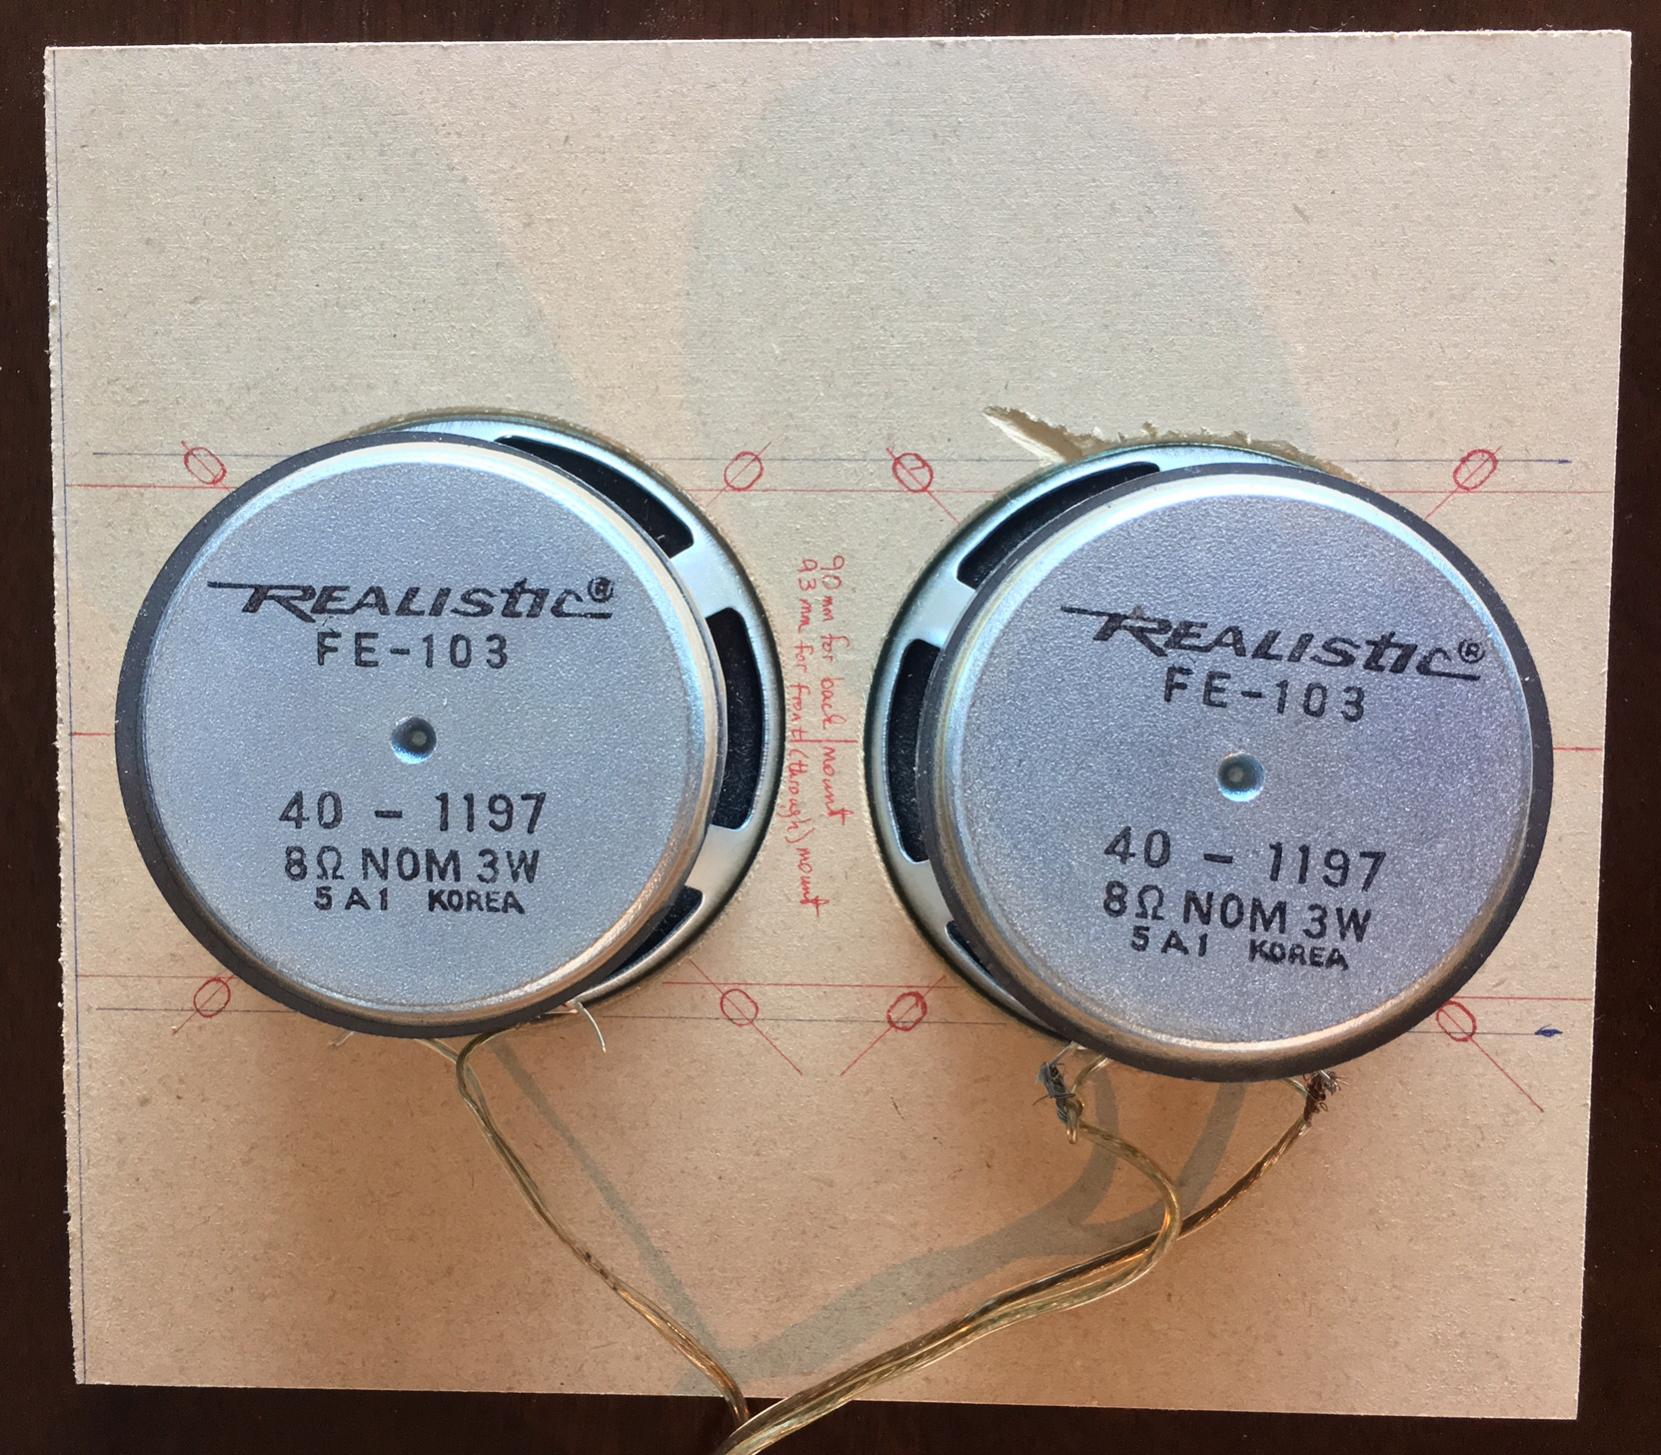 REALISTIC®
FE-103
40 - 1197
8Ω NOM 3W
5A1 KOREA
90 mm for back mount
93 mm for front (through) mount
REALISTIC®
FE-103
40 - 1197
8Ω NOM 3W
5A1 KOREA